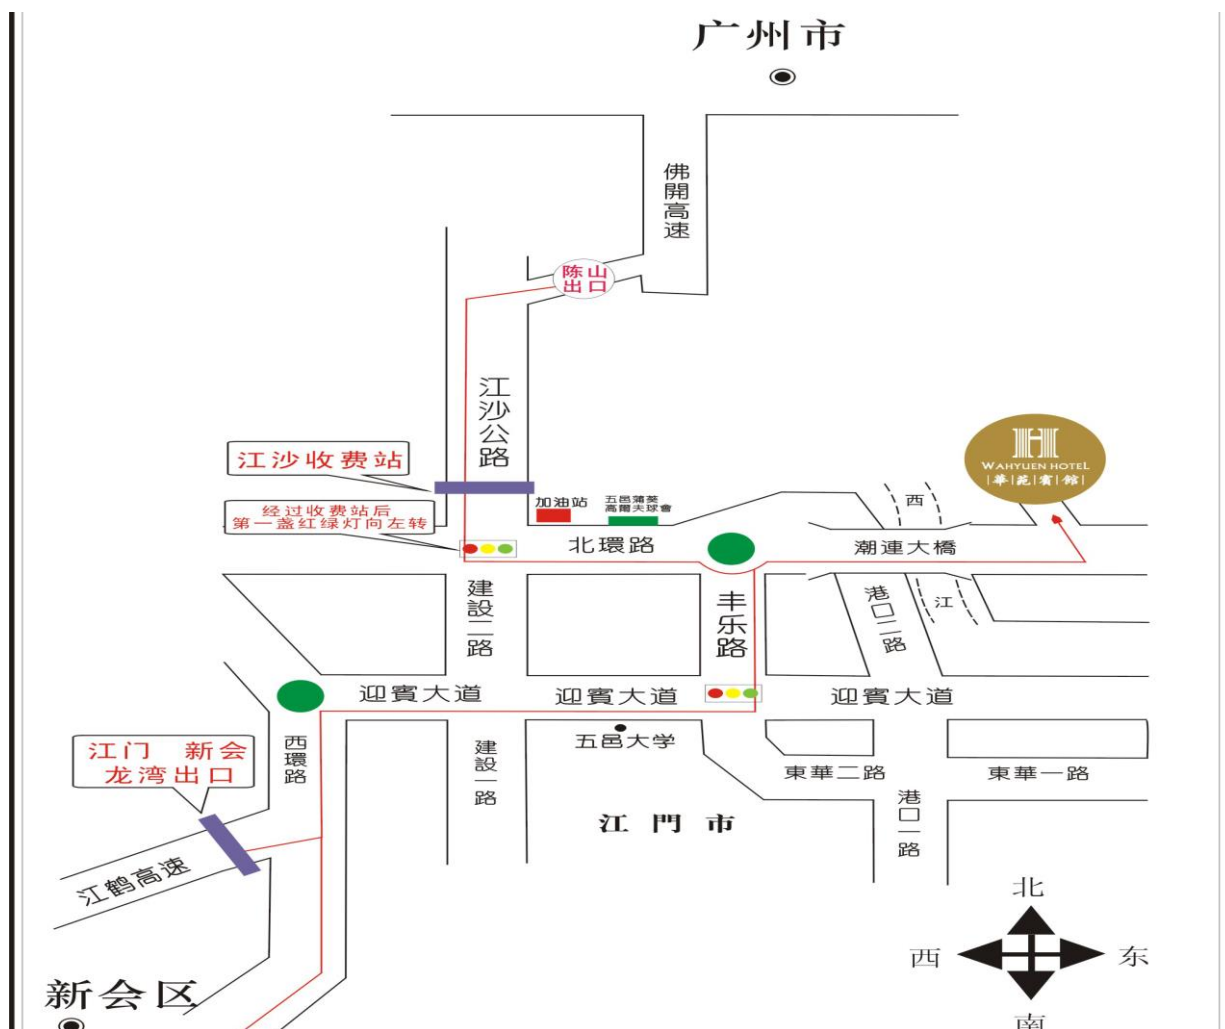 广州市
佛開高速
陈山
出口
江沙公路
江沙收费站
经过收费站后
第一盏红绿灯向左转
加油站
五邑蒲葵
高爾夫球會
北環路
西
潮連大橋
WAHYUEN HOTEL
華苑賓館
建設二路
丰乐路
港口二路
江
迎賓大道
迎賓大道
迎賓大道
江门 新会
龙湾出口
西環路
建設一路
五邑大学
東華二路
東華一路
港口一路
江門市
江鹤高速
新会区
北
西
东
南